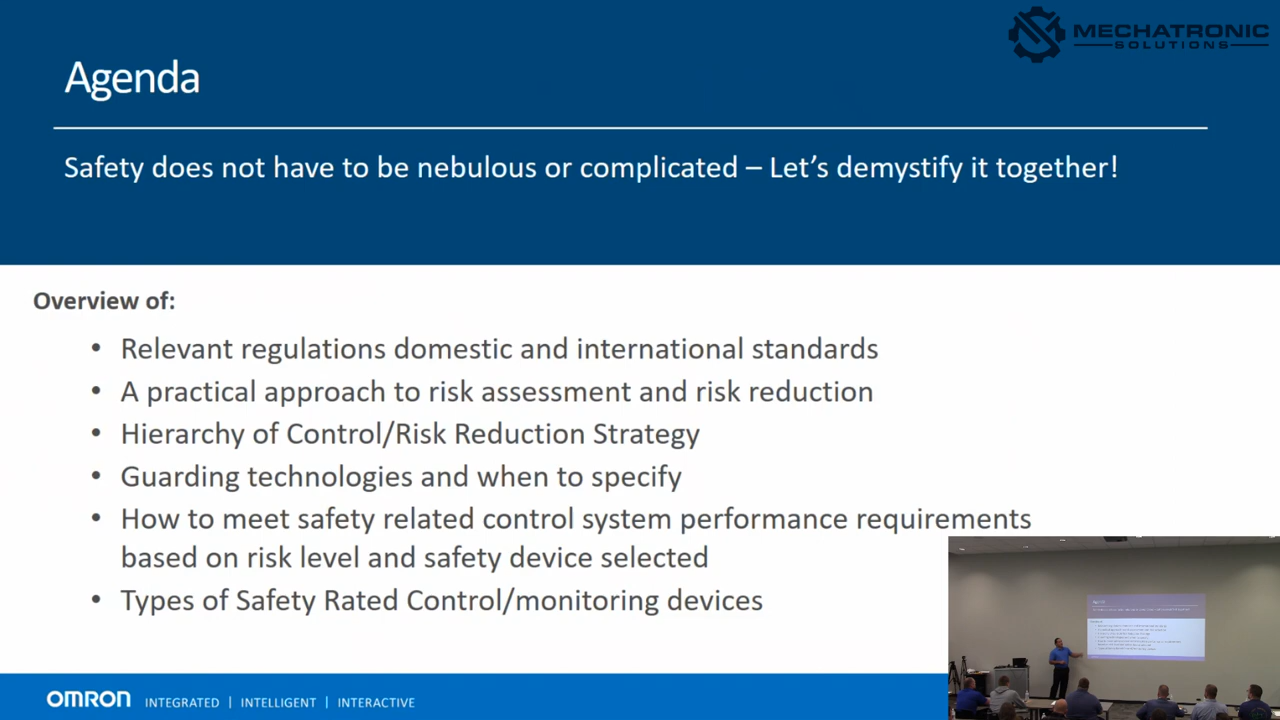 MECHATRONIC
SOLUTIONS
Agenda
Safety does not have to be nebulous or complicated – Let's demystify it together!
Overview of:
• Relevant regulations domestic and international standards
• A practical approach to risk assessment and risk reduction
• Hierarchy of Control/Risk Reduction Strategy
• Guarding technologies and when to specify
• How to meet safety related control system performance requirements
based on risk level and safety device selected
• Types of Safety Rated Control/monitoring devices
OMRON INTEGRATED | INTELLIGENT | INTERACTIVE